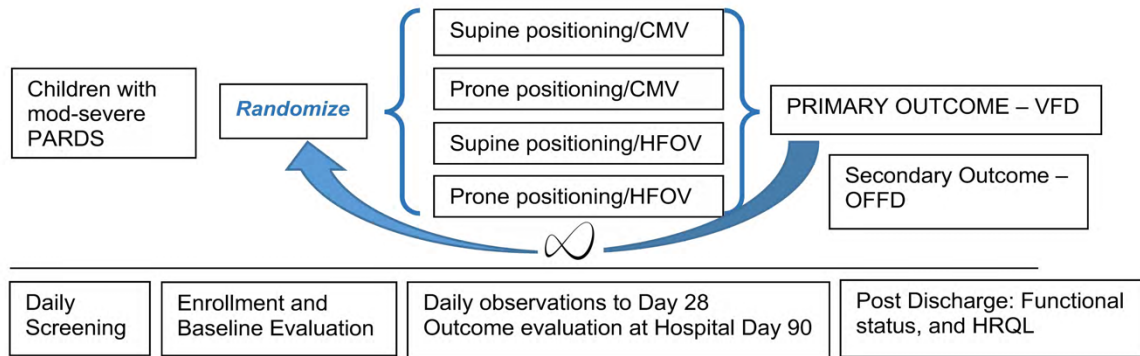 Children with
mod-severe
PARDS
Randomize
Supine positioning/CMV
Prone positioning/CMV
Supine positioning/HFOV
Prone positioning/HFOV
PRIMARY OUTCOME – VFD
Secondary Outcome –
OFFD
Daily
Screening
Enrollment and
Baseline Evaluation
Daily observations to Day 28
Outcome evaluation at Hospital Day 90
Post Discharge: Functional
status, and HRQL